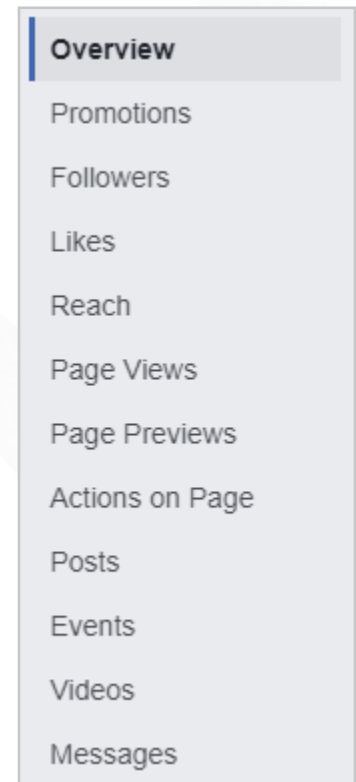 Overview
Promotions
Followers
Likes
Reach
Page Views
Page Previews
Actions on Page
Posts
Events
Videos
Messages